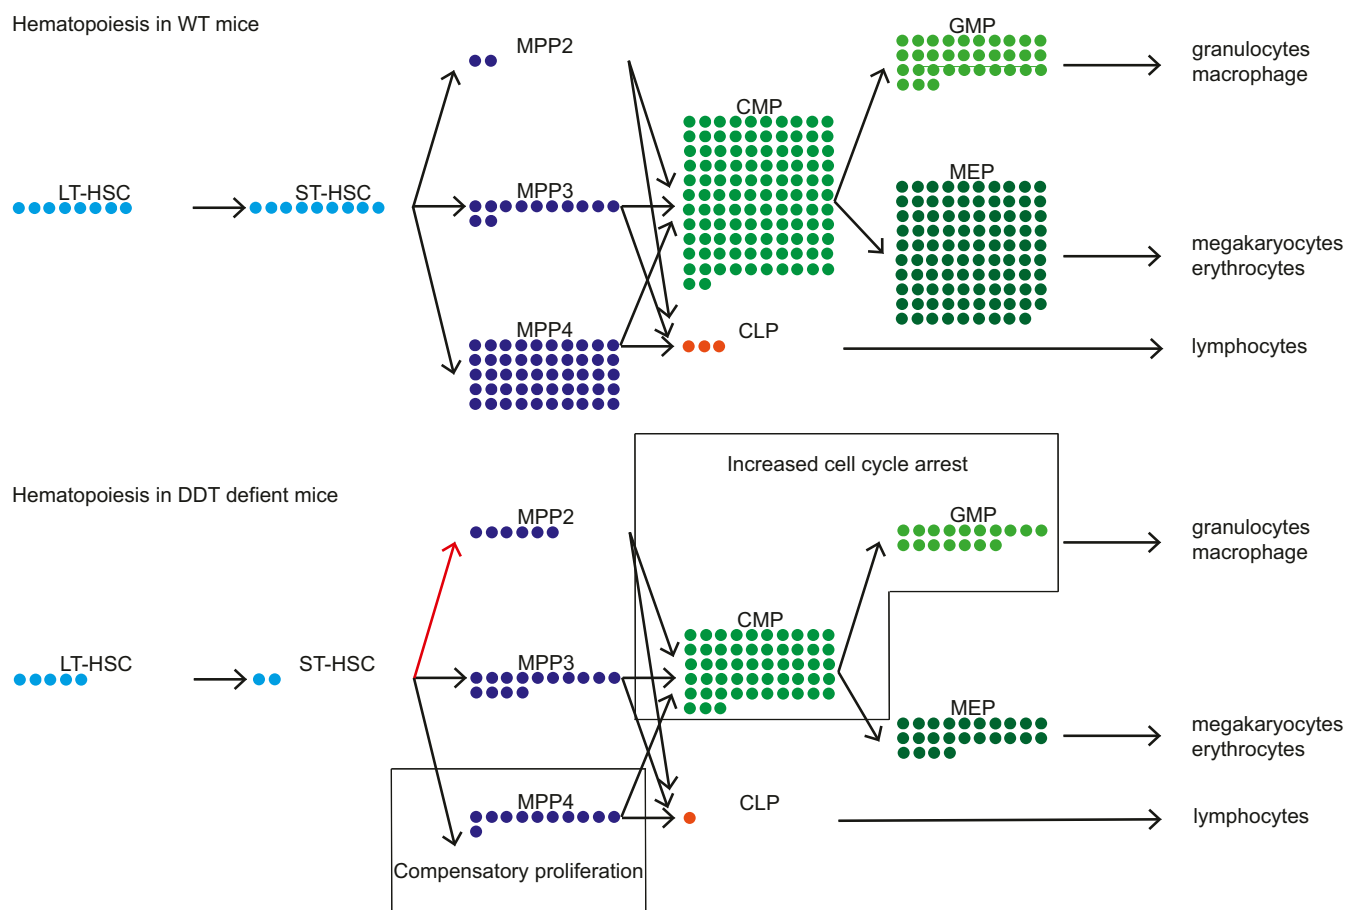 Hematopoiesis in WT mice
MPP2
GMP
granulocytes
macrophage
CMP
LT-HSC
ST-HSC
MPP3
MEP
megakaryocytes
erythrocytes
MPP4
CLP
lymphocytes
Increased cell cycle arrest
Hematopoiesis in DDT defient mice
MPP2
GMP
granulocytes
macrophage
CMP
LT-HSC
ST-HSC
MPP3
MEP
megakaryocytes
erythrocytes
MPP4
CLP
lymphocytes
Compensatory proliferation